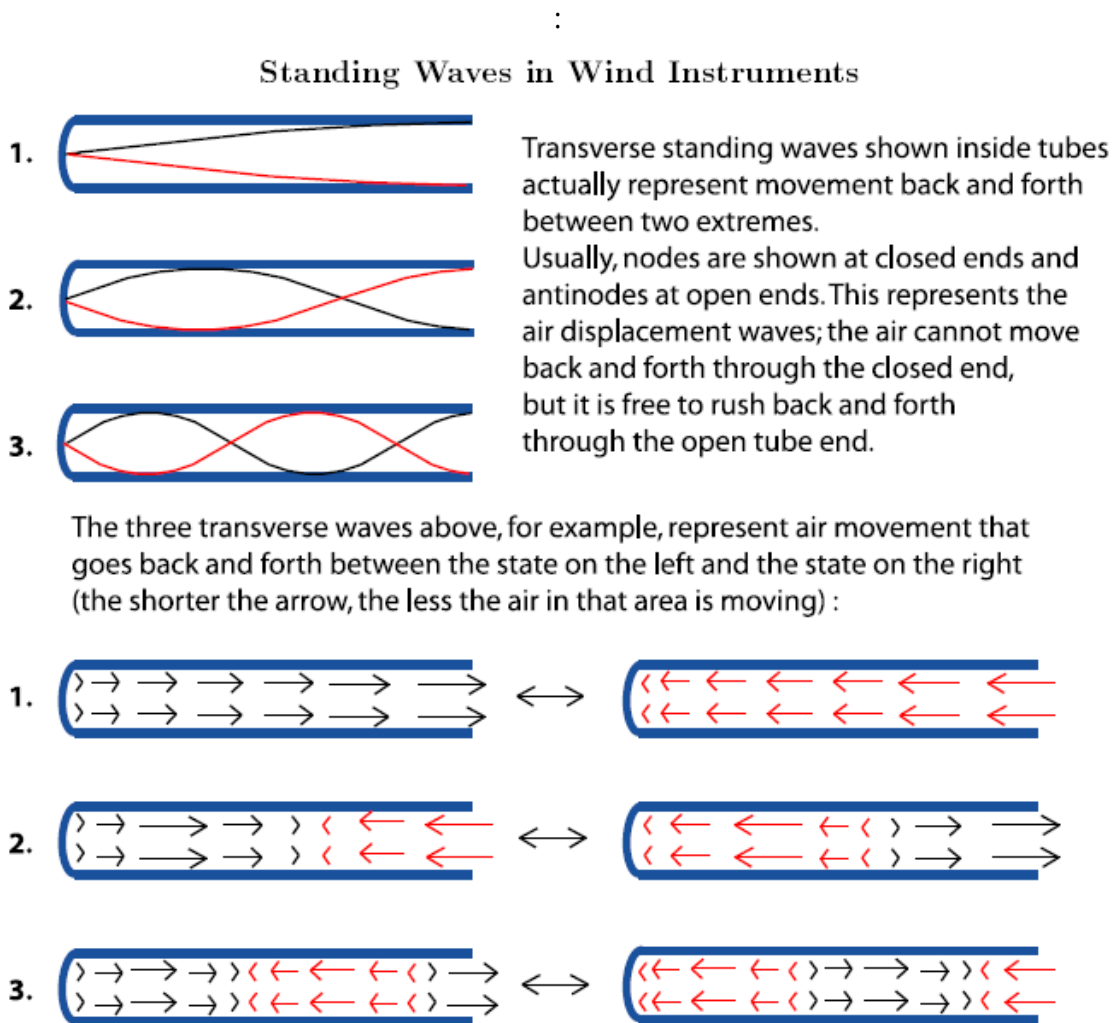 :
Standing Waves in Wind Instruments
1.
Transverse standing waves shown inside tubes
actually represent movement back and forth
between two extremes.
Usually, nodes are shown at closed ends and
2.
antinodes at open ends. This represents the
air displacement waves; the air cannot move
back and forth through the closed end,
but it is free to rush back and forth
3.
through the open tube end.
The three transverse waves above, for example, represent air movement that
goes back and forth between the state on the left and the state on the right
(the shorter the arrow, the less the air in that area is moving) :
1.
2.
3.